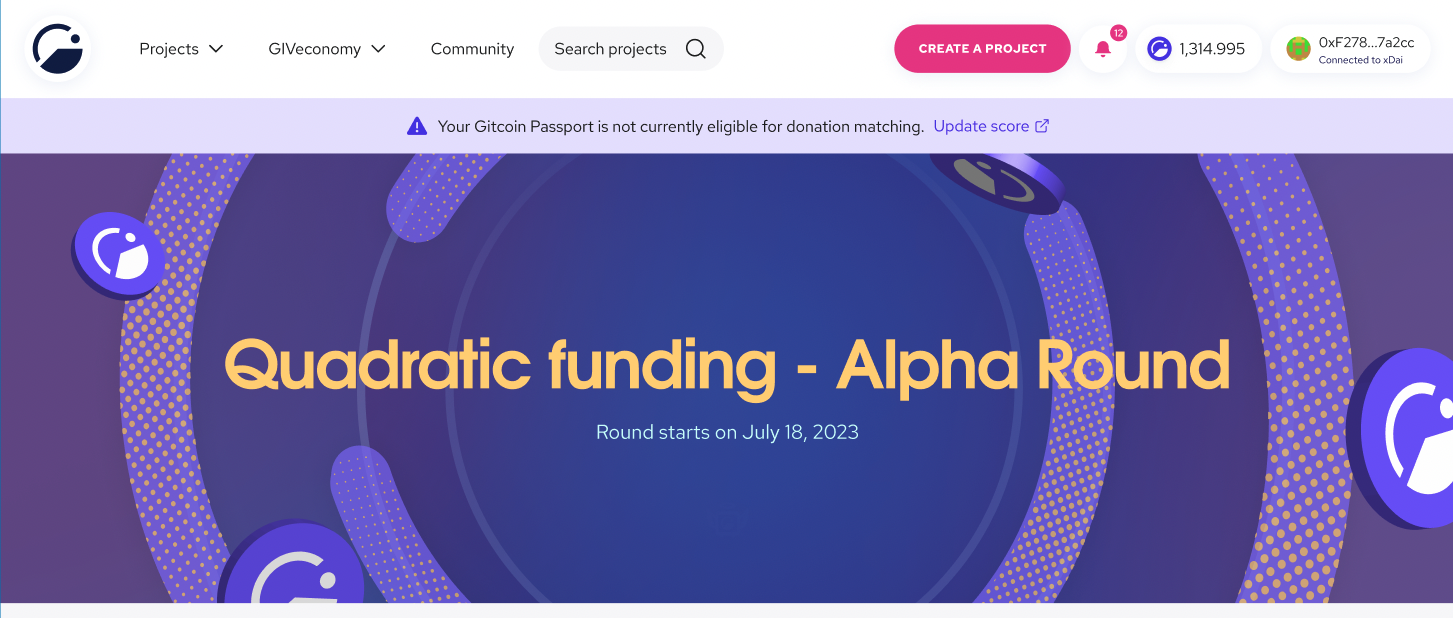 Projects
GIVeconomy
Community
Search projects
CREATE A PROJECT
12
1,314.995
0xF278...7a2cc
Connected to xDai
Your Gitcoin Passport is not currently eligible for donation matching. Update score
Quadratic funding - Alpha Round
Round starts on July 18, 2023